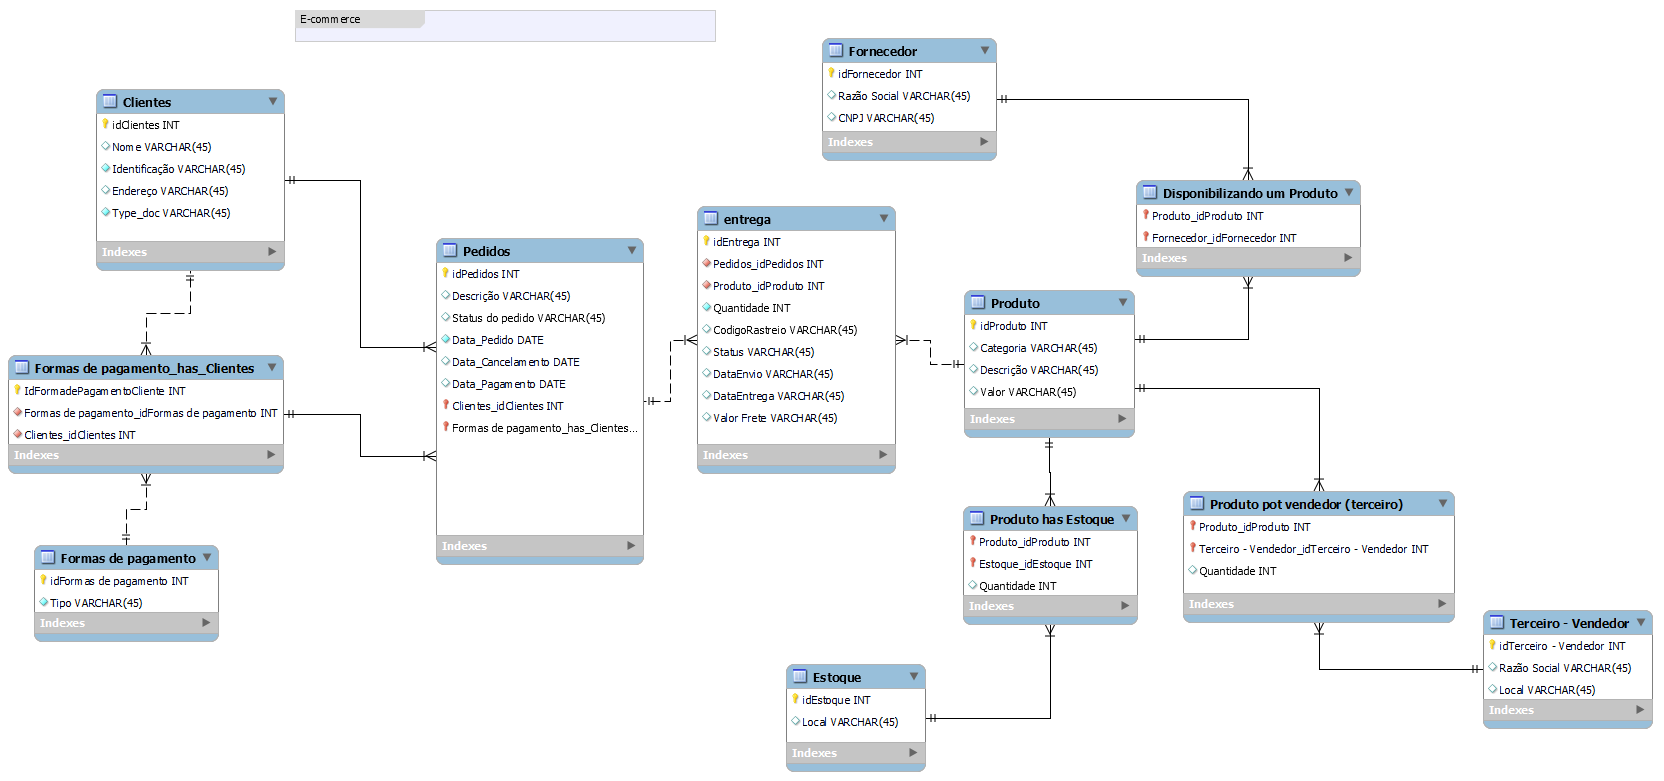 E-commerce
Fornecedor
idFornecedor INT
Razão Social VARCHAR(45)
CNPJ VARCHAR(45)
Indexes
Clientes
idClientes INT
Nome VARCHAR(45)
Identificação VARCHAR(45)
Endereço VARCHAR(45)
Type_doc VARCHAR(45)
Indexes
Disponibilizando um Produto
Produto_idProduto INT
Fornecedor_idFornecedor INT
Indexes
entrega
idEntrega INT
Pedidos_idPedidos INT
Produto_idProduto INT
Quantidade INT
CodigoRastreio VARCHAR(45)
Status VARCHAR(45)
DataEnvio VARCHAR(45)
DataEntrega VARCHAR(45)
Valor Frete VARCHAR(45)
Indexes
Pedidos
idPedidos INT
Descrição VARCHAR(45)
Status do pedido VARCHAR(45)
Data_Pedido DATE
Data_Cancelamento DATE
Data_Pagamento DATE
Clientes_idClientes INT
Formas de pagamento_has_Clientes...
Indexes
Produto
idProduto INT
Categoria VARCHAR(45)
Descrição VARCHAR(45)
Valor VARCHAR(45)
Indexes
Formas de pagamento_has_Clientes
IdFormadePagamentoCliente INT
Formas de pagamento_idFormas de pagamento INT
Clientes_idClientes INT
Indexes
Formas de pagamento
idFormas de pagamento INT
Tipo VARCHAR(45)
Indexes
Produto has Estoque
Produto_idProduto INT
Estoque_idEstoque INT
Quantidade INT
Indexes
Produto pot vendedor (terceiro)
Produto_idProduto INT
Terceiro - Vendedor_idTerceiro - Vendedor INT
Quantidade INT
Indexes
Terceiro - Vendedor
idTerceiro - Vendedor INT
Razão Social VARCHAR(45)
Local VARCHAR(45)
Indexes
Estoque
idEstoque INT
Local VARCHAR(45)
Indexes